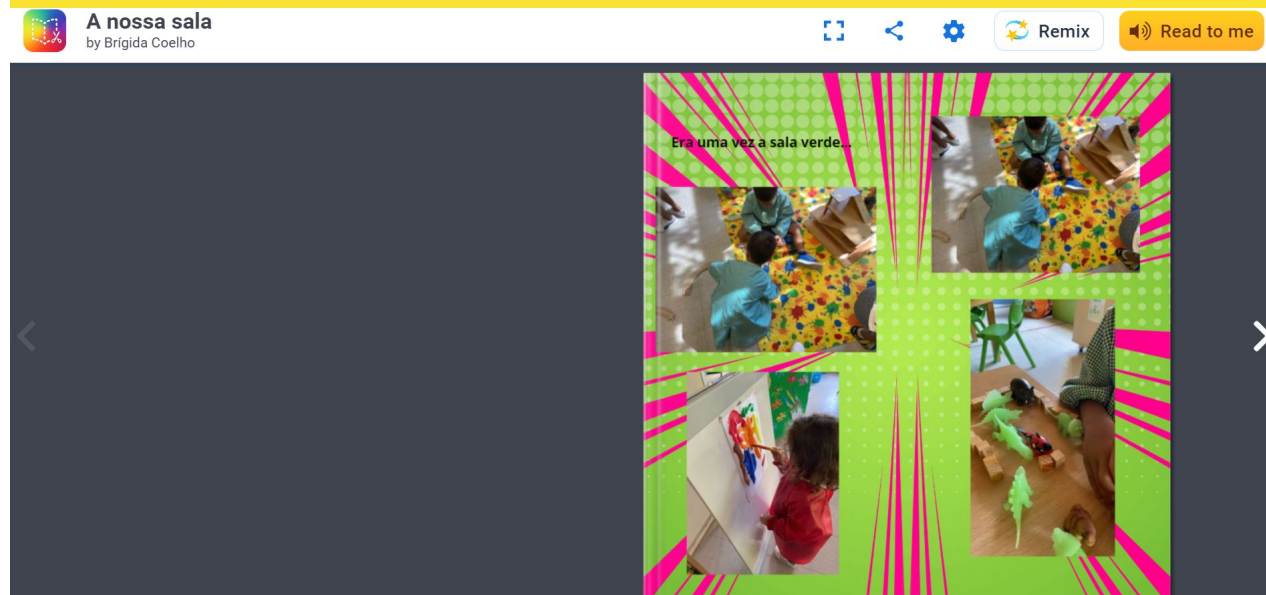 A nossa sala
by Brígida Coelho
Remix
Read to me
Era uma vez a sala verde...